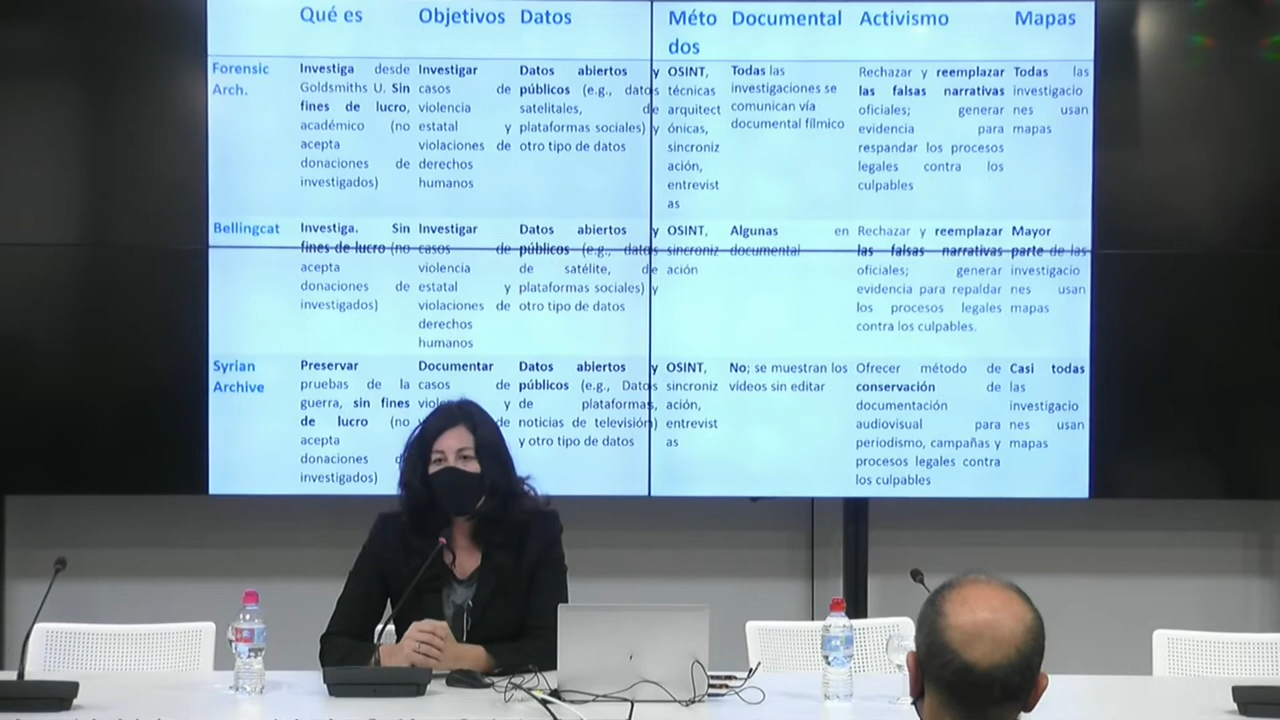 Qué es Objetivos Datos Méto Documental Activismo Mapas
dos
Forensic
Arch.
Investiga desde
Goldsmiths U. Sin
fines de lucro,
académico (no
acepta
donaciones de
investigados)
Investigar
casos de
violencia
estatal y
violaciones de
derechos
humanos
Datos abiertos y
públicos (e.g., datos
satelitales, de
plataformas sociales) y
otro tipo de datos
OSINT,
técnicas
arquitect
ónicas,
sincroniz
ación,
entrevist
as
Todas las
investigaciones se
comunican vía
documental fílmico
Rechazar y reemplazar
las falsas narrativas
oficiales; generar
evidencia para
respandar los procesos
legales contra los
culpables
Todas las
investigacio
nes usan
mapas
Bellingcat
Investiga. Sin
fines de lucro (no
acepta
donaciones de
investigados)
Investigar
casos de
violencia
estatal y
violaciones de
derechos
humanos
Datos abiertos y
públicos (e.g., datos
de satélite, de
plataformas sociales) y
otro tipo de datos
OSINT,
sincroniz
ación
Algunas en
documental
Rechazar y reemplazar
las falsas narrativas
oficiales; generar
evidencia para repaldar
los procesos legales
contra los culpables.
Mayor
parte de las
investigacio
nes usan
mapas
Syrian
Archive
Preservar
pruebas de la
guerra, sin fines
de lucro (no
acepta
donaciones
investigados)
Documentar
casos de
y
de
Datos abiertos y
públicos (e.g., Datos
de plataformas,
noticias de televisión)
y otro tipo de datos
OSINT,
sincroniz
ación,
entrevist
as
No; se muestran los
vídeos sin editar
Ofrecer método de
conservación de
documentación
audiovisual para
periodismo, campañas y
procesos legales contra
los culpables
Casi todas
las
investigacio
nes usan
mapas